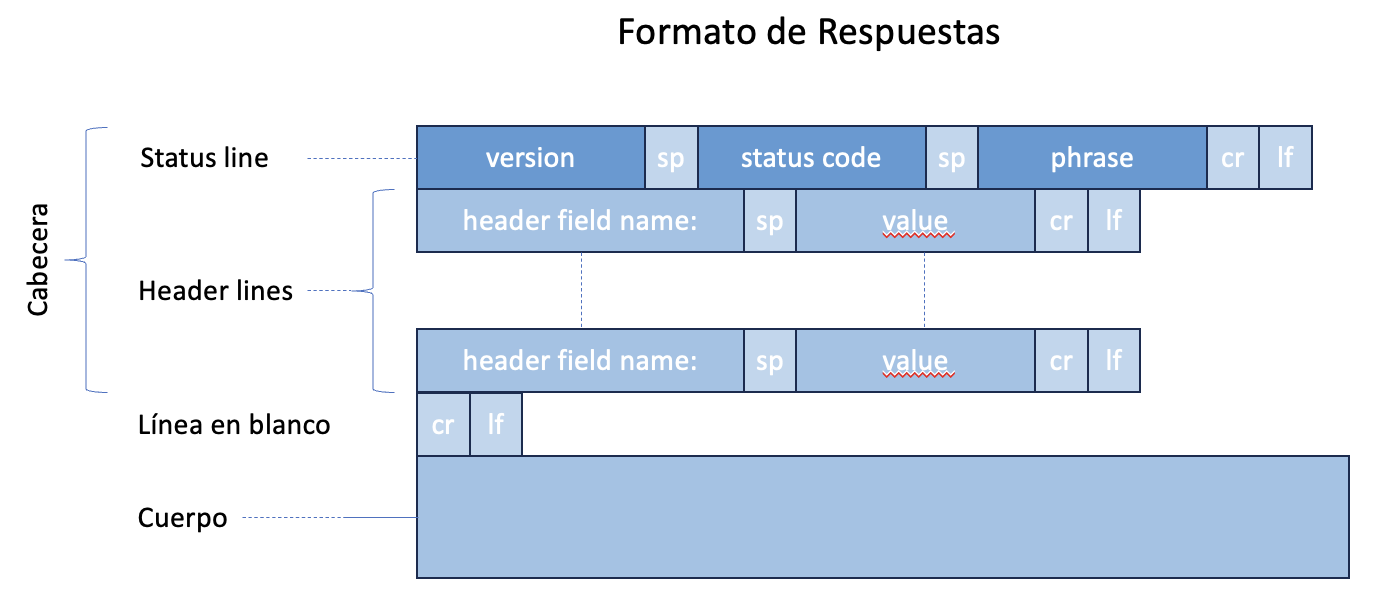 Formato de Respuestas
Cabecera
Status line
version sp status code sp phrase cr lf
header field name: sp value cr lf
Header lines
header field name: sp value cr lf
Línea en blanco
cr lf
Cuerpo